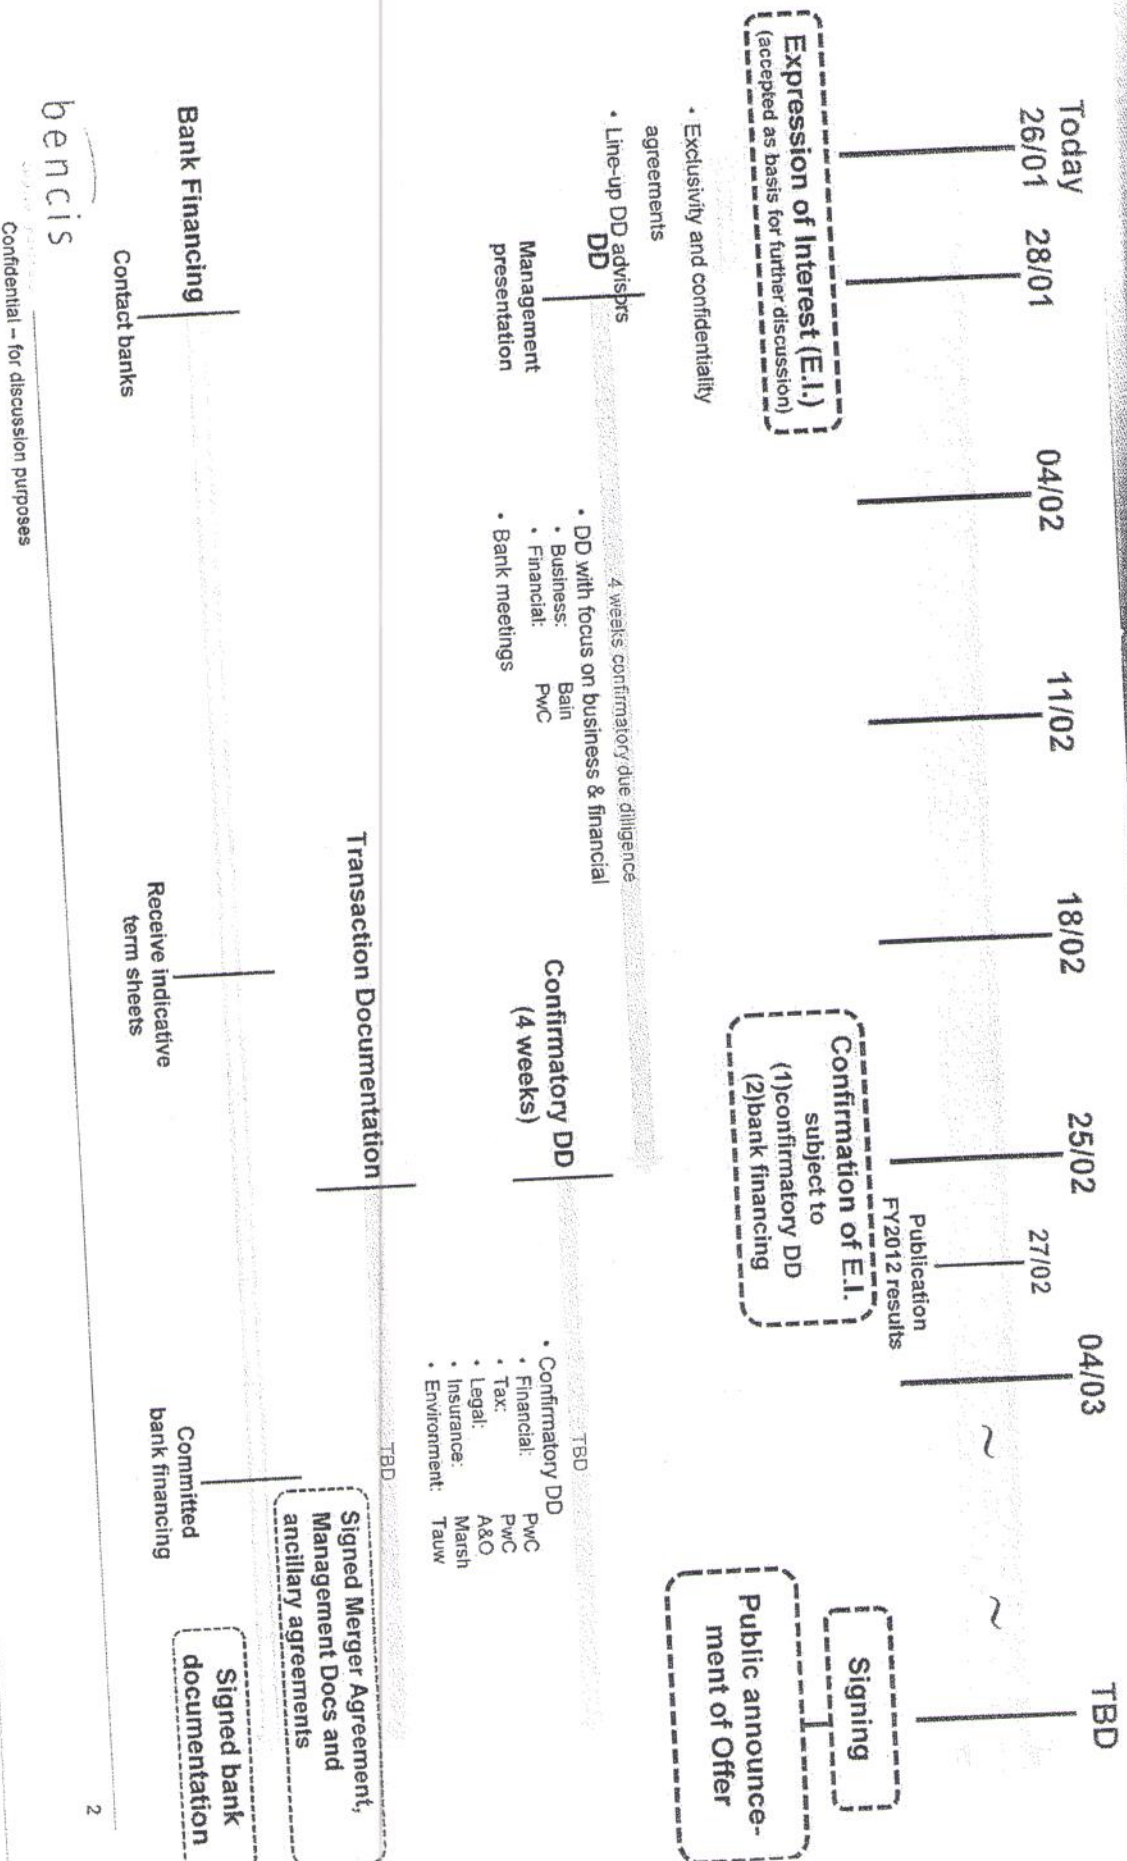 Today
26/01
28/01
04/02
11/02
18/02
25/02
27/02
04/03
~
~
TBD
Publication
FY2012 results
Expression of Interest (E.I.)
(accepted as basis for further discussion)
Confirmation of E.I.
subject to
(1)confirmatory DD
(2)bank financing
Signing
Public announce-
ment of Offer
• Exclusivity and confidentiality
agreements
• Line-up DD advisors
DD
Management
presentation
4 weeks confirmatory due dilligence
• DD with focus on business & financial
• Business: Bain
• Financial: PwC
• Bank meetings
Confirmatory DD
(4 weeks)
TBD
• Confirmatory DD
• Financial: PwC
• Tax: PwC
• Legal: A&O
• Insurance: Marsh
• Environment: Tauw
Transaction Documentation
TBD
Signed Merger Agreement,
Management Docs and
ancillary agreements
Bank Financing
Contact banks
Receive indicative
term sheets
Committed
bank financing
Signed bank
documentation
bencis
Confidential – for discussion purposes
2